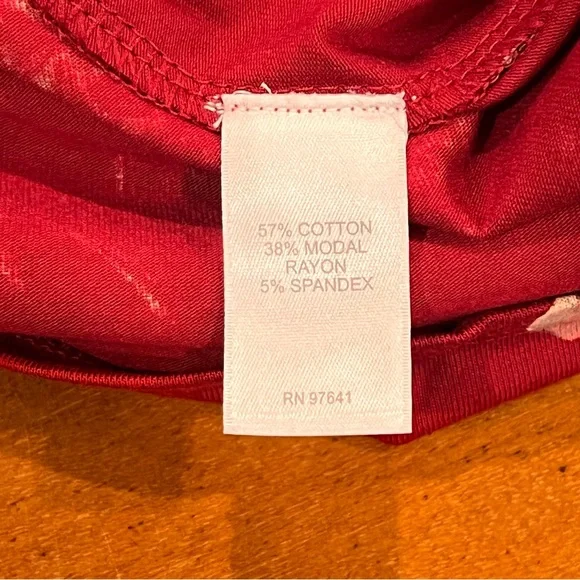 57% COTTON
38% MODAL
RAYON
5% SPANDEX
RN 97641